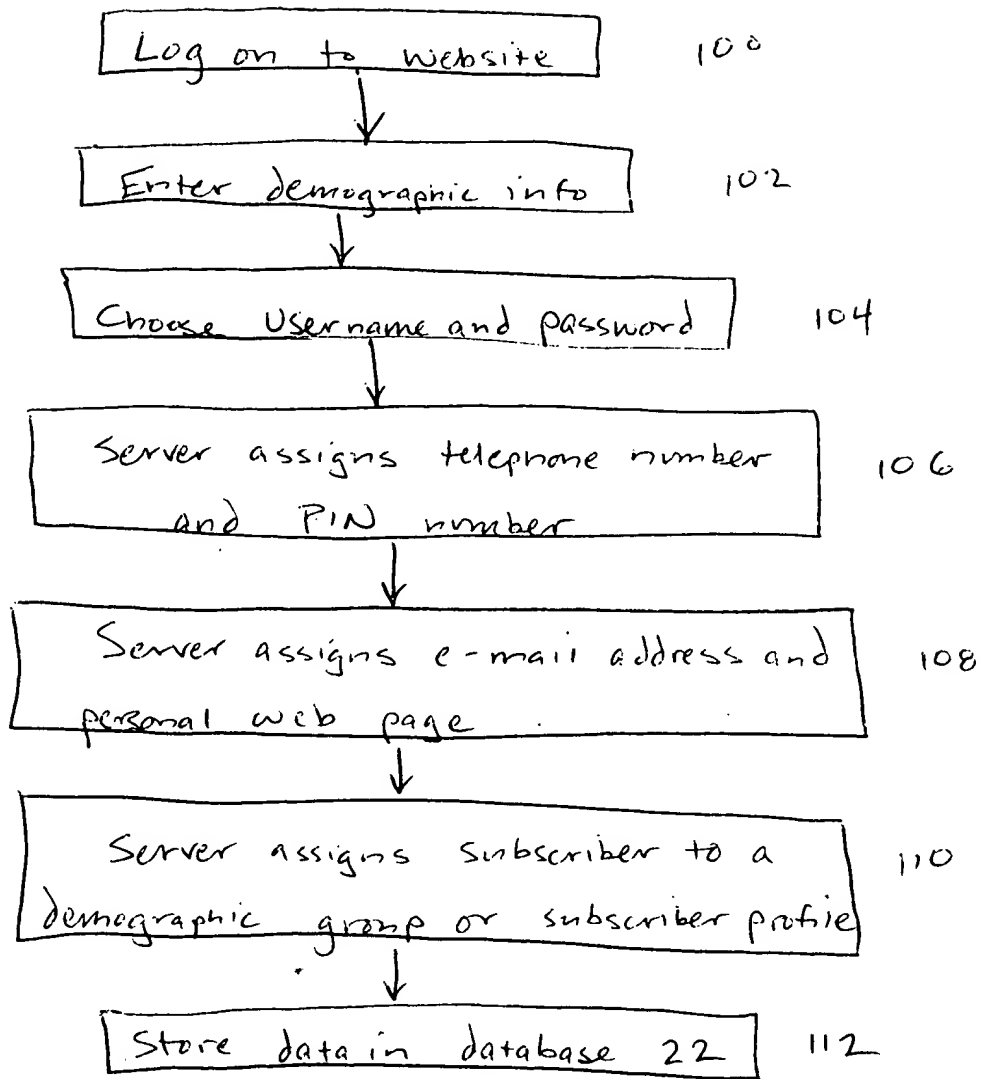 Log on to website 100
Enter demographic info 102
Choose Username and password 104
Server assigns telephone number 106
and PIN number
Server assigns e-mail address and 108
personal web page
Server assigns subscriber to a 110
demographic group or subscriber profile
Store data in database 22 112